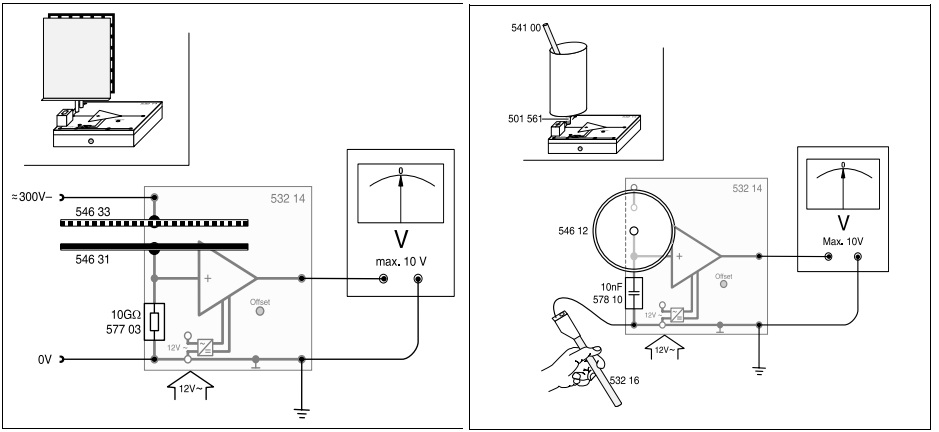 ≈300V–
532 14
546 33
546 31
+
10GΩ
577 03
12V ~
Offset
0V
12V~
0
V
max. 10 V
541 00
501 561
532 14
546 12
+
10nF
578 10
12V ~
Offset
12V~
532 16
0
V
Max. 10V